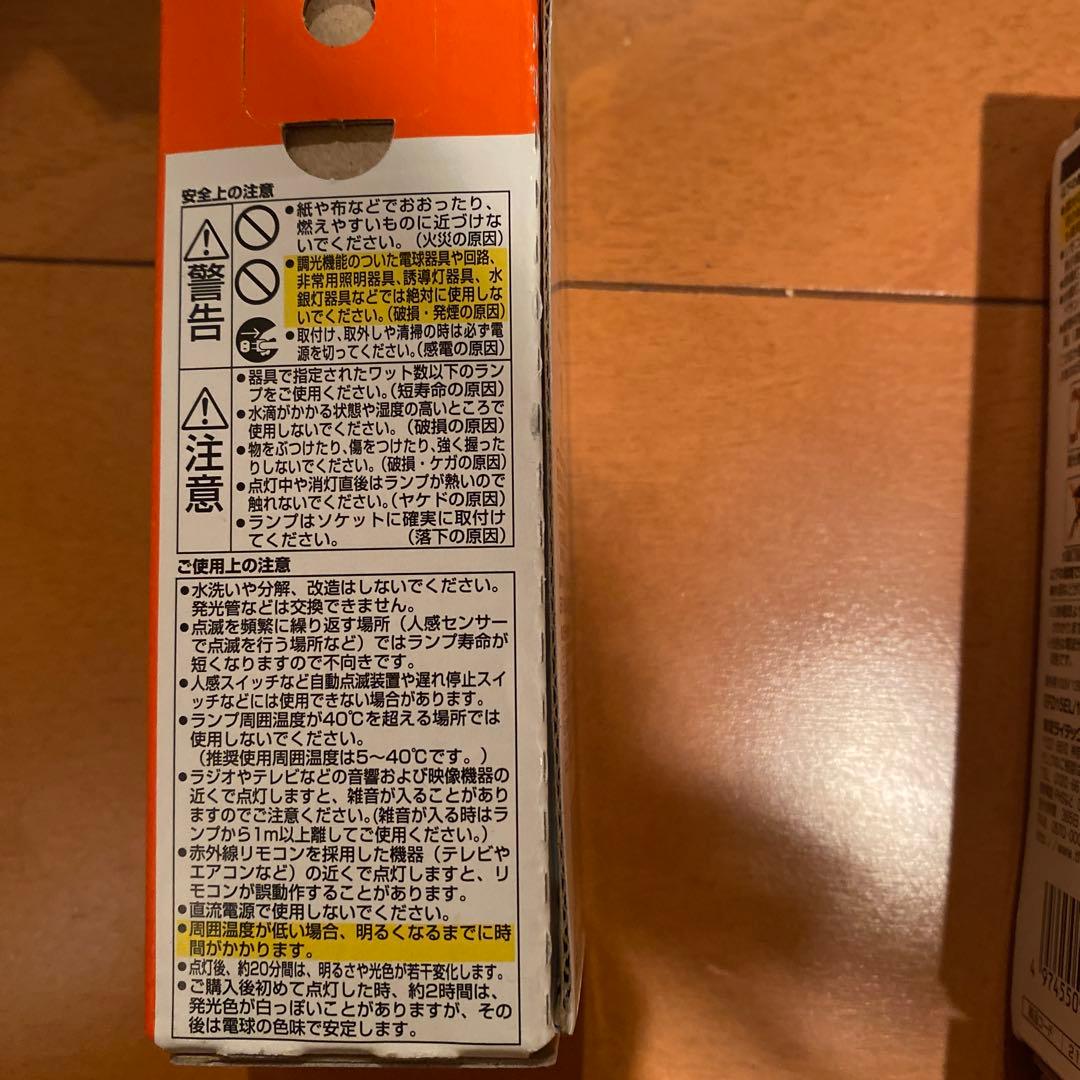 安全上の注意
警告
●紙や布などでおおったり、
燃えやすいものに近づけな
いでください。(火災の原因)
●調光機能のついた電球器具や回路、
非常用照明器具、誘導灯器具、水
銀灯器具などでは絶対に使用しな
いでください。(破損・発煙の原因)
●取付け、取外しや清掃の時は必ず電
源を切ってください。(感電の原因)
注意
●器具で指定されたワット数以下のラン
プをご使用ください。(短寿命の原因)
●水滴がかかる状態や湿度の高いところで
使用しないでください。(破損の原因)
●物をぶつけたり、傷をつけたり、強く握った
りしないでください。(破損・ケガの原因)
●点灯中や消灯直後はランプが熱いので
触れないでください。(ヤケドの原因)
●ランプはソケットに確実に取付け
てください。(落下の原因)
ご使用上の注意
●水洗いや分解、改造はしないでください。
発光管などは交換できません。
●点滅を頻繁に繰り返す場所(人感センサー
で点滅を行う場所など)ではランプ寿命が
短くなりますので不向きです。
●人感スイッチなど自動点滅装置や遅れ停止スイ
ッチなどには使用できない場合があります。
●ランプ周囲温度が40℃を超える場所では
使用しないでください。
(推奨使用周囲温度は5〜40℃です。)
●ラジオやテレビなどの音響および映像機器の
近くで点灯しますと、雑音が入ることがあり
ますのでご注意ください。(雑音が入る時はラ
ンプから1m以上離してご使用ください。)
●赤外線リモコンを採用した機器(テレビや
エアコンなど)の近くで点灯しますと、リ
モコンが誤動作することがあります。
●直流電源で使用しないでください。
●周囲温度が低い場合、明るくなるまでに時
間がかかります。
●点灯後、約20分間は、明るさや光色が若干変化します。
●ご購入後初めて点灯した時、約2時間は、
発光色が白っぽいことがありますが、その
後は電球の色味で安定します。
EFD15EL/
4 974550